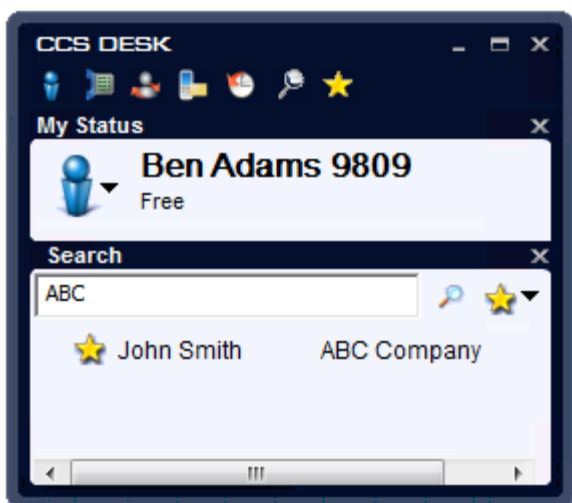 CCS DESK
My Status
Ben Adams 9809
Free
Search
ABC
John Smith ABC Company